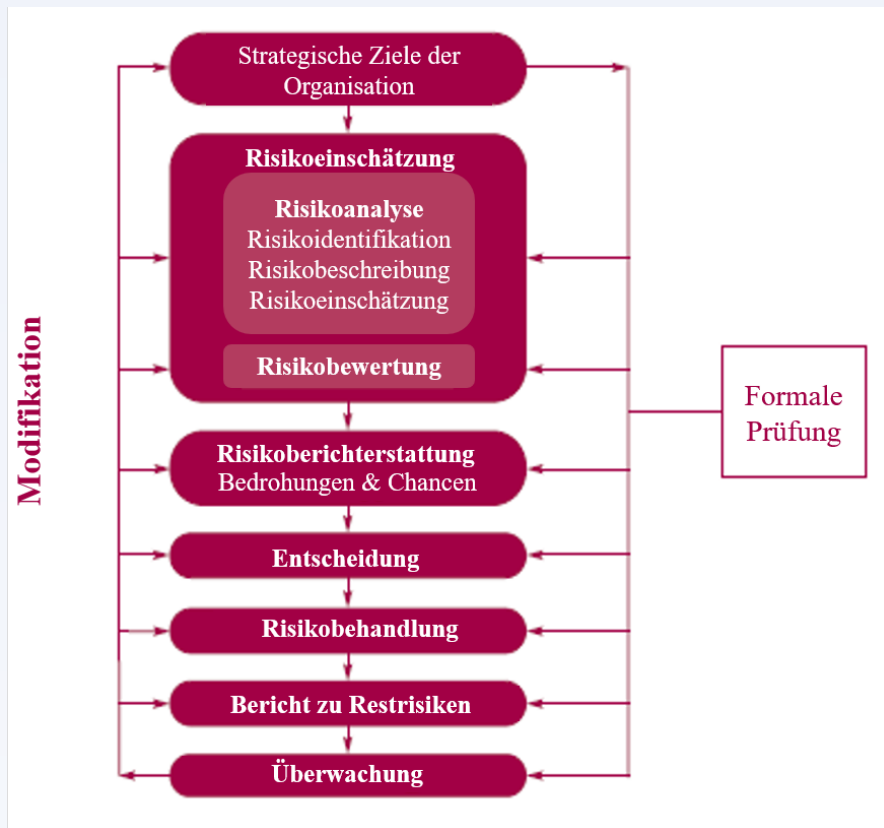 Strategische Ziele der
Organisation
Risikoeinschätzung
Risikoanalyse
Risikoidentifikation
Risikobeschreibung
Risikoeinschätzung
Risikobewertung
Risikoberichterstattung
Bedrohungen & Chancen
Entscheidung
Risikobehandlung
Bericht zu Restrisiken
Überwachung
Modifikation
Formale
Prüfung